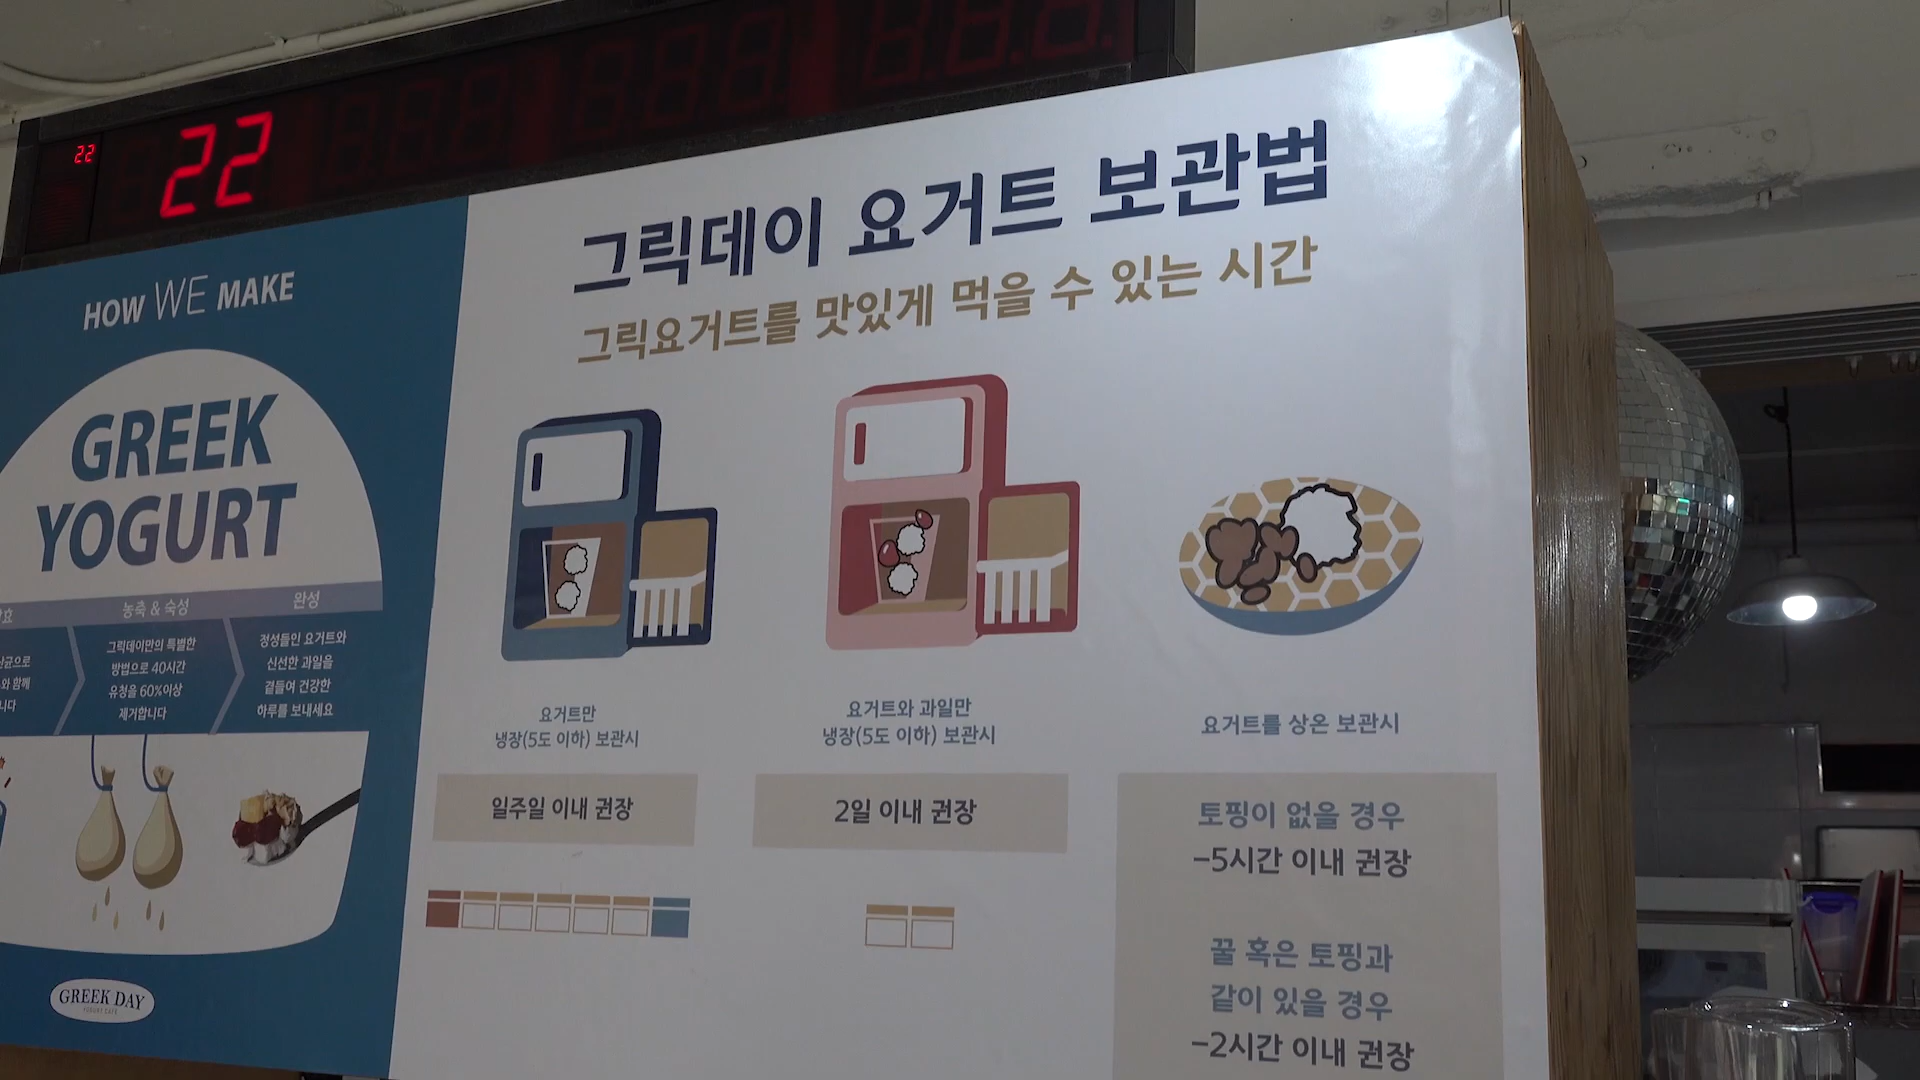 22
22
HOW WE MAKE
GREEK
YOGURT
농축 & 숙성
완성
그릭데이만의 특별한
방법으로 40시간
유청을 60%이상
제거합니다
정성들인 요거트와
신선한 과일을
곁들여 건강한
하루를 보내세요
와 함께
니다
GREEK DAY
YOGURT CAFE
그릭데이 요거트 보관법
그릭요거트를 맛있게 먹을 수 있는 시간
요거트만
냉장(5도 이하) 보관시
일주일 이내 권장
요거트와 과일만
냉장(5도 이하) 보관시
2일 이내 권장
요거트를 상온 보관시
토핑이 없을 경우
-5시간 이내 권장
꿀 혹은 토핑과
같이 있을 경우
-2시간 이내 권장